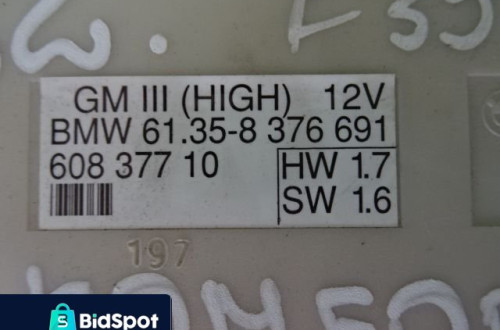 GM III (HIGH) 12V
BMW 61.35-8 376 691
608 377 10
HW 1.7
SW 1.6
197
S
BidSpot